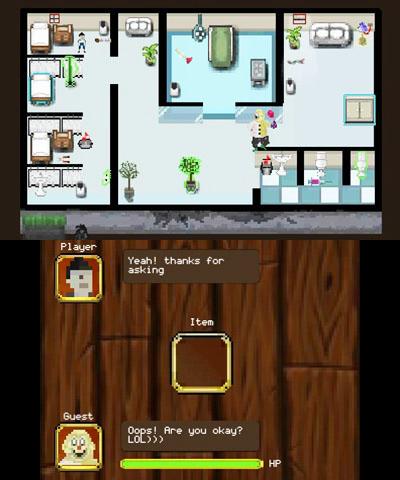 Player
Yeah! thanks for
asking
Item
Guest
Oops! Are you okay?
LOL)))
HP